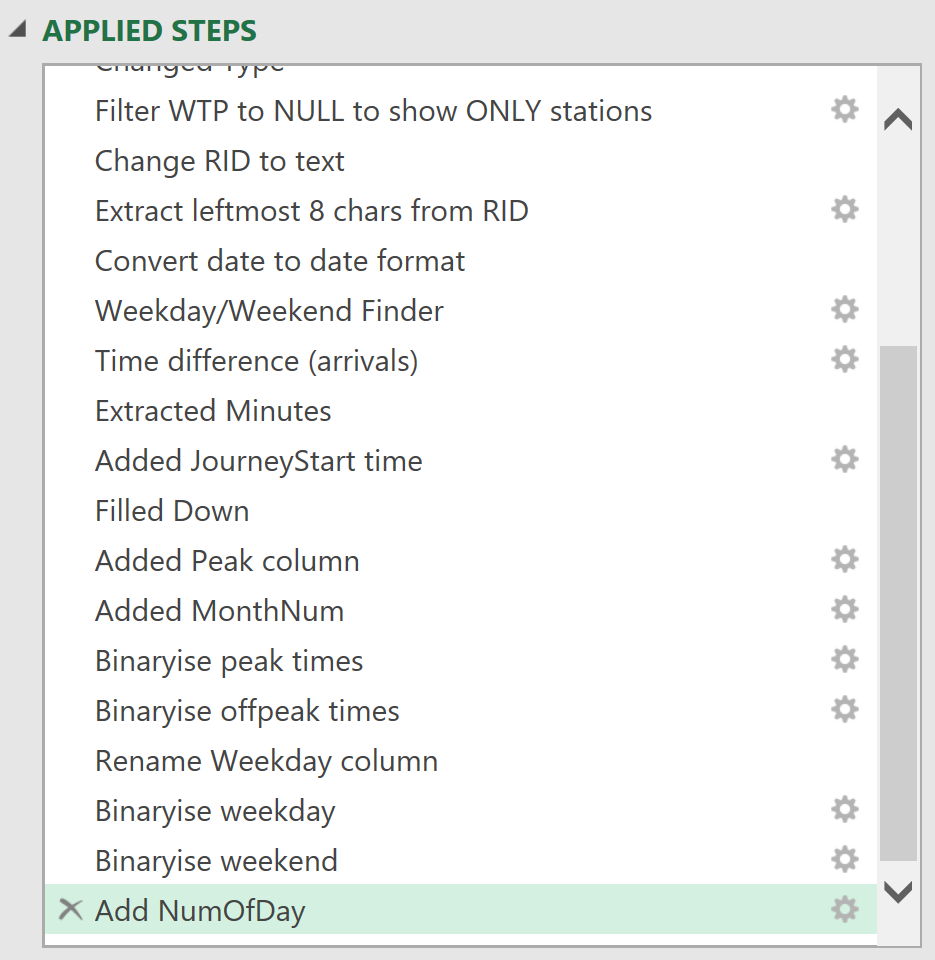 APPLIED STEPS
Changed Type
Filter WTP to NULL to show ONLY stations
Change RID to text
Extract leftmost 8 chars from RID
Convert date to date format
Weekday/Weekend Finder
Time difference (arrivals)
Extracted Minutes
Added JourneyStart time
Filled Down
Added Peak column
Added MonthNum
Binaryise peak times
Binaryise offpeak times
Rename Weekday column
Binaryise weekday
Binaryise weekend
Add NumOfDay